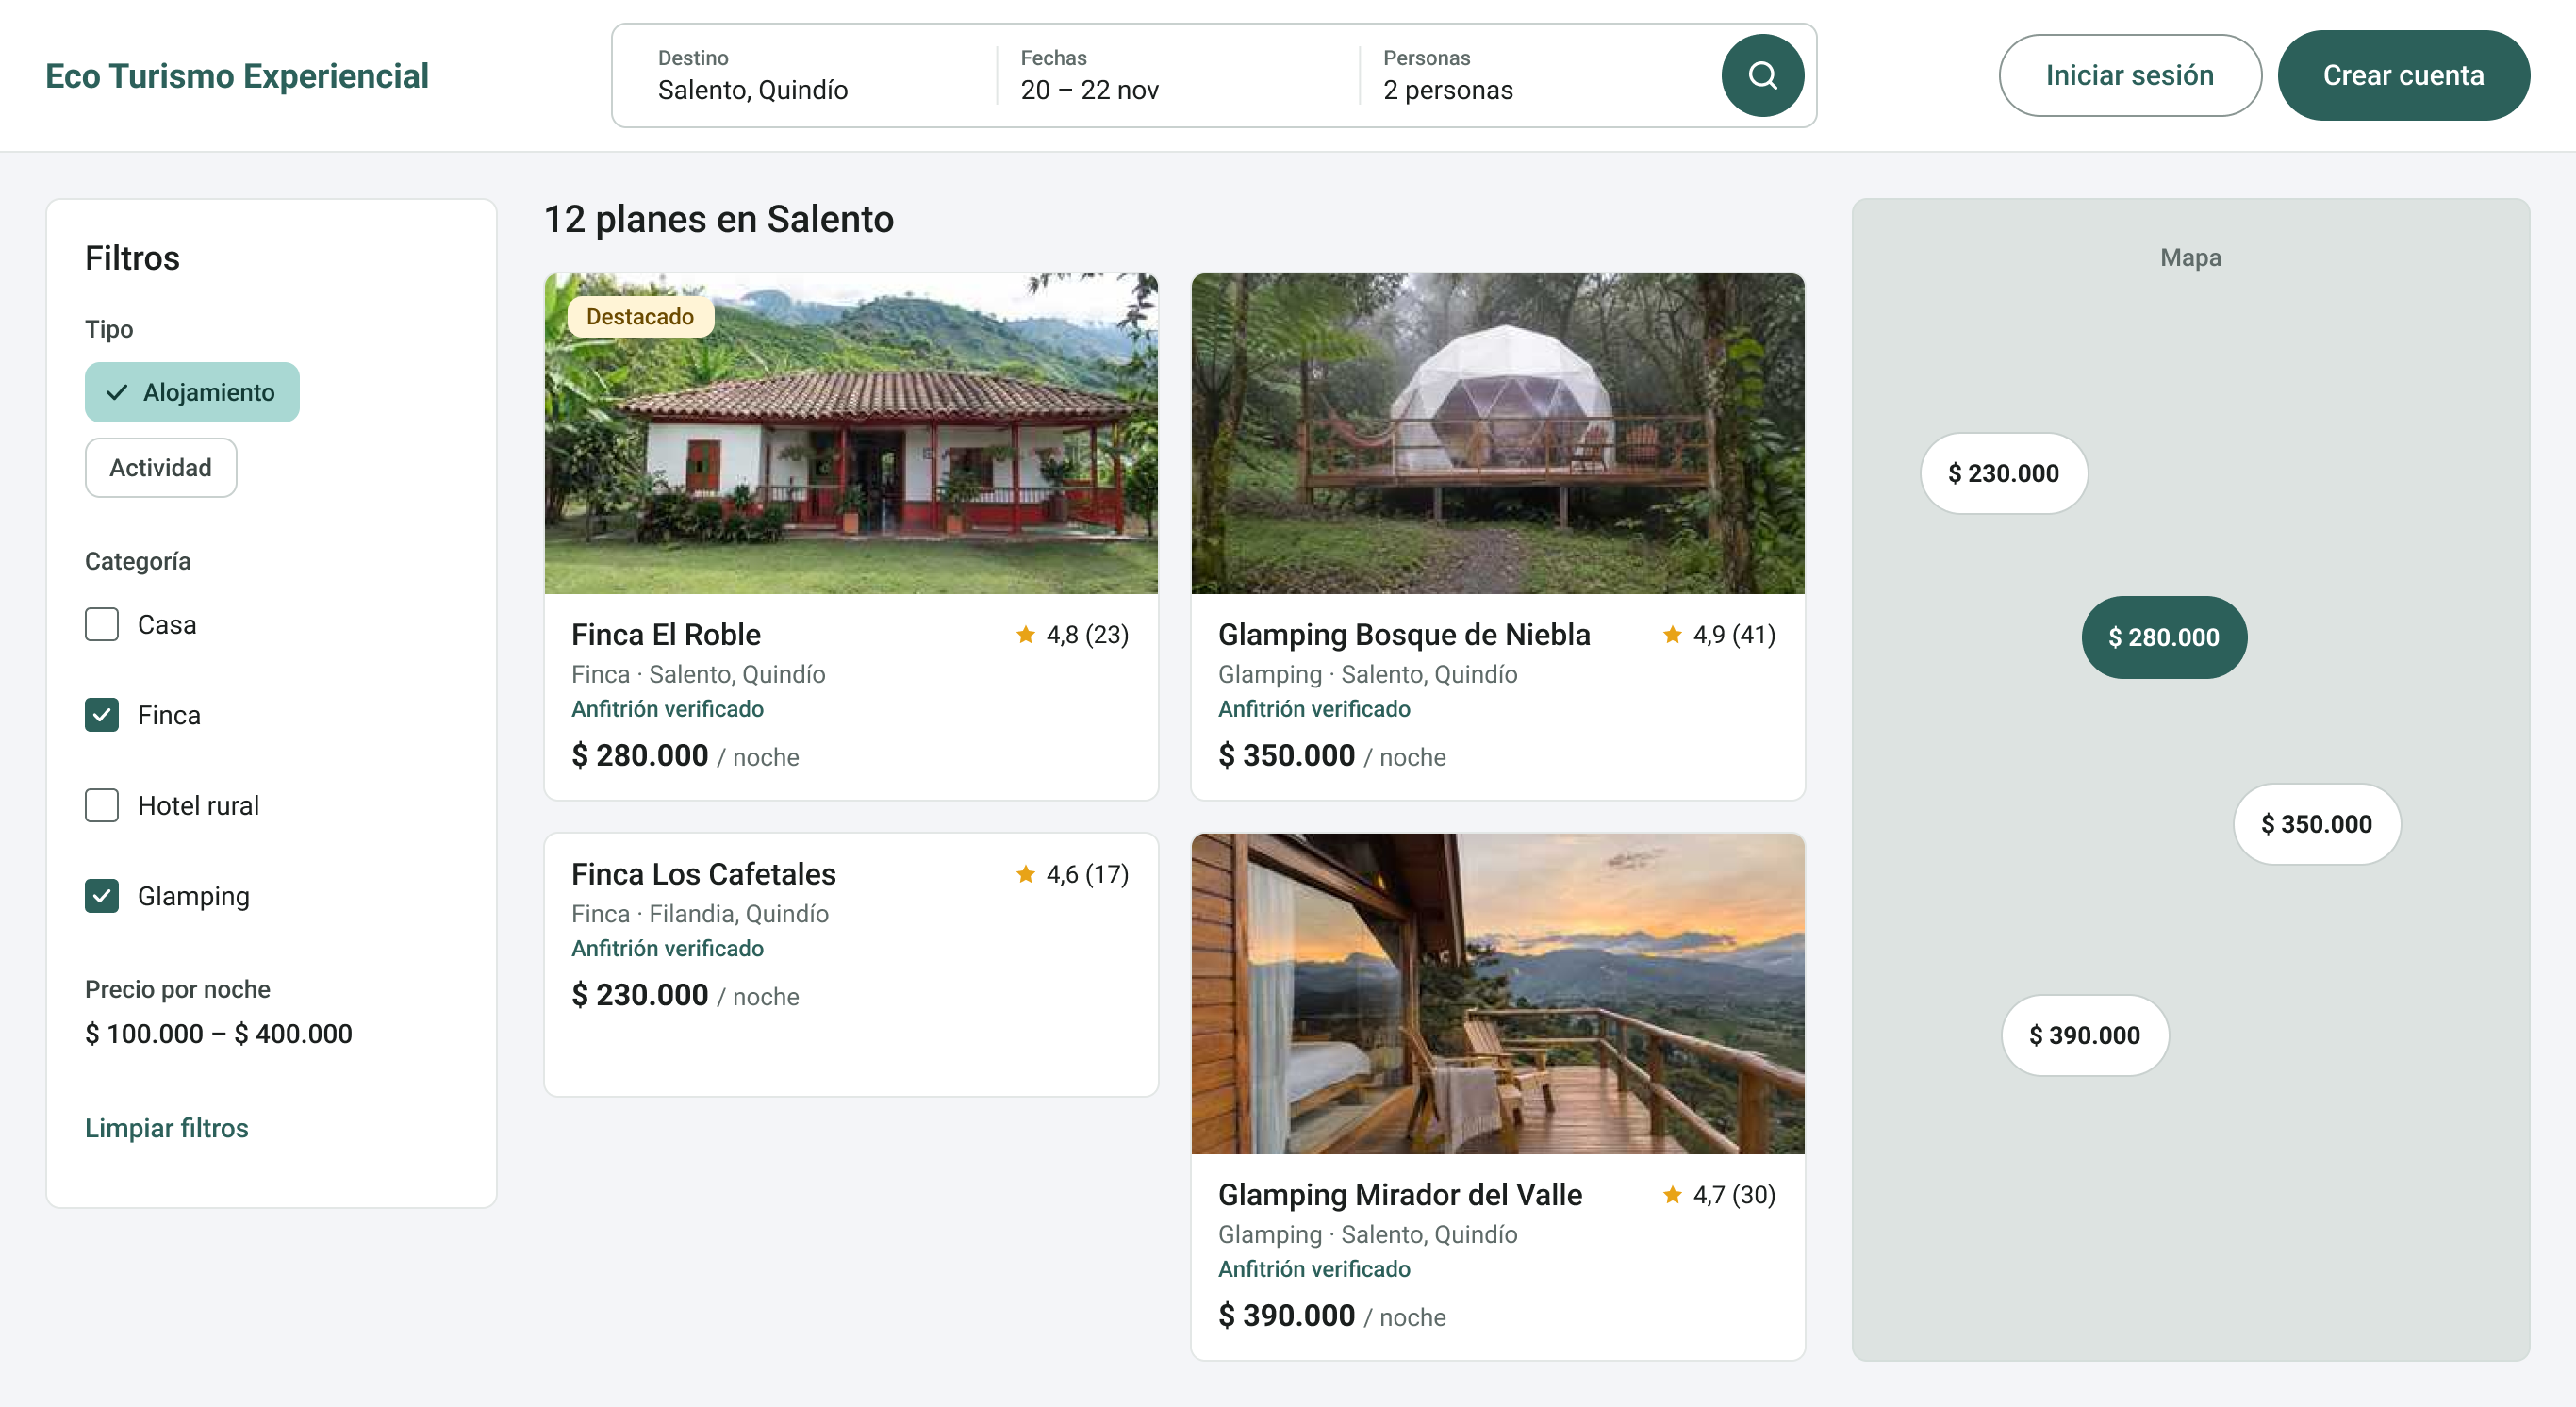 Eco Turismo Experiencial
Destino
Salento, Quindío
Fechas
20 – 22 nov
Personas
2 personas
Iniciar sesión
Crear cuenta
Filtros
Tipo
Alojamiento
Actividad
Categoría
Casa
Finca
Hotel rural
Glamping
Precio por noche
$ 100.000 – $ 400.000
Limpiar filtros
12 planes en Salento
Destacado
Finca El Roble
4,8 (23)
Finca · Salento, Quindío
Anfitrión verificado
$ 280.000 / noche
Glamping Bosque de Niebla
4,9 (41)
Glamping · Salento, Quindío
Anfitrión verificado
$ 350.000 / noche
Finca Los Cafetales
4,6 (17)
Finca · Filandia, Quindío
Anfitrión verificado
$ 230.000 / noche
Glamping Mirador del Valle
4,7 (30)
Glamping · Salento, Quindío
Anfitrión verificado
$ 390.000 / noche
Mapa
$ 230.000
$ 280.000
$ 350.000
$ 390.000